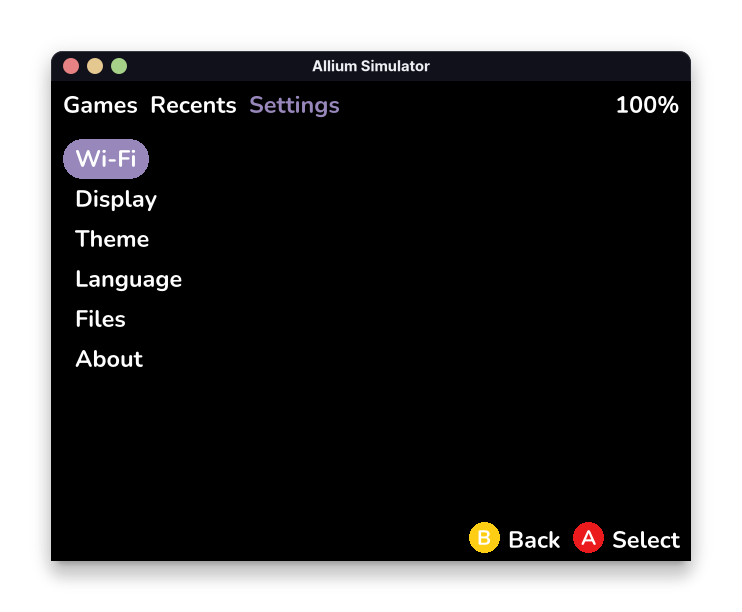 Allium Simulator
Games Recents Settings 100%
Wi-Fi
Display
Theme
Language
Files
About
B Back A Select